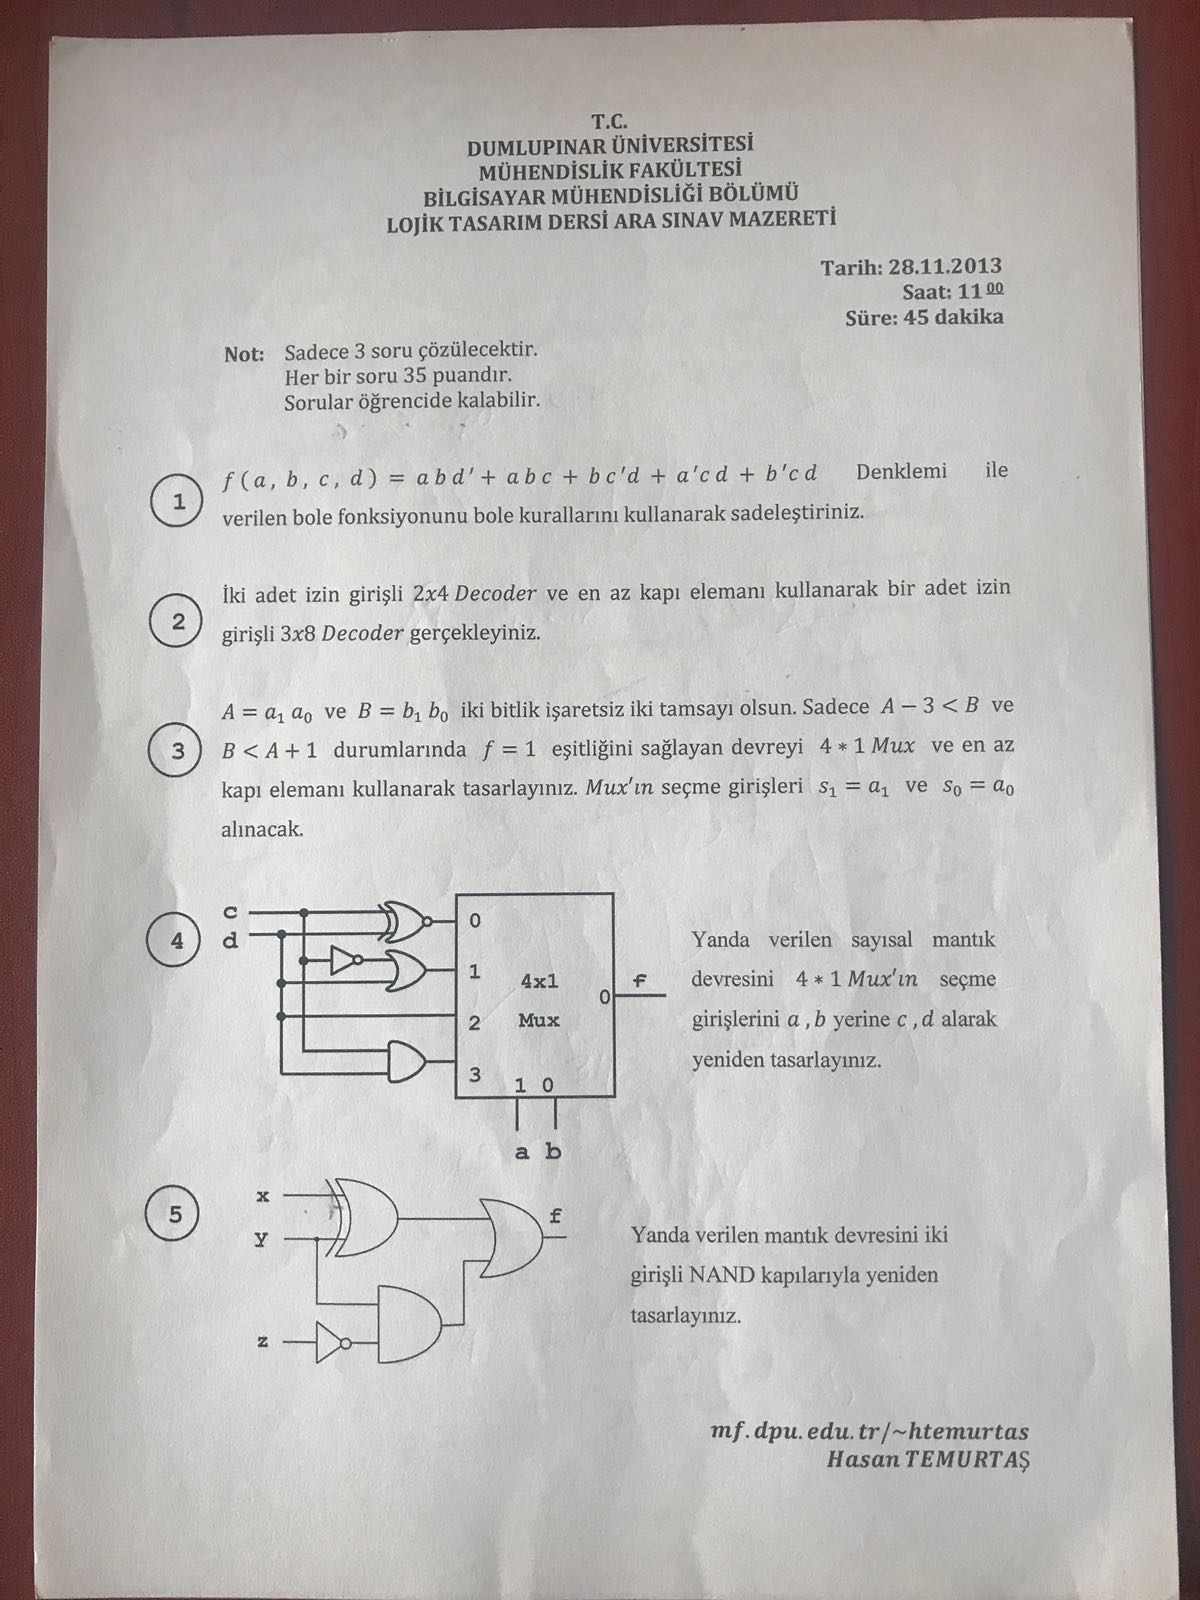 T.C.
DUMLUPINAR ÜNİVERSİTESİ
MÜHENDİSLİK FAKÜLTESİ
BİLGİSAYAR MÜHENDİSLİĞİ BÖLÜMÜ
LOJİK TASARIM DERSİ ARA SINAV MAZERETİ
Tarih: 28.11.2013
Saat: 11 00
Süre: 45 dakika
Not: Sadece 3 soru çözülecektir.
Her bir soru 35 puandır.
Sorular öğrencide kalabilir.
1
f(a, b, c, d) = abd' + abc + bc'd + a'cd + b'cd Denklemi ile
verilen bole fonksiyonunu bole kurallarını kullanarak sadeleştiriniz.
2
İki adet izin girişli 2x4 Decoder ve en az kapı elemanı kullanarak bir adet izin
girişli 3x8 Decoder gerçekleyiniz.
3
A = a₁ a₀ ve B = b₁ b₀ iki bitlik işaretsiz iki tamsayı olsun. Sadece A − 3 < B ve
B < A + 1 durumlarında f = 1 eşitliğini sağlayan devreyi 4 * 1 Mux ve en az
kapı elemanı kullanarak tasarlayınız. Mux'ın seçme girişleri s₁ = a₁ ve s₀ = a₀
alınacak.
4
c
d
0
1
2
3
4x1
Mux
1 0
0
f
a b
Yanda verilen sayısal mantık
devresini 4 * 1 Mux'ın seçme
girişlerini a , b yerine c , d alarak
yeniden tasarlayınız.
5
x
y
z
f
Yanda verilen mantık devresini iki
girişli NAND kapılarıyla yeniden
tasarlayınız.
mf.dpu.edu.tr/~htemurtas
Hasan TEMURTAŞ